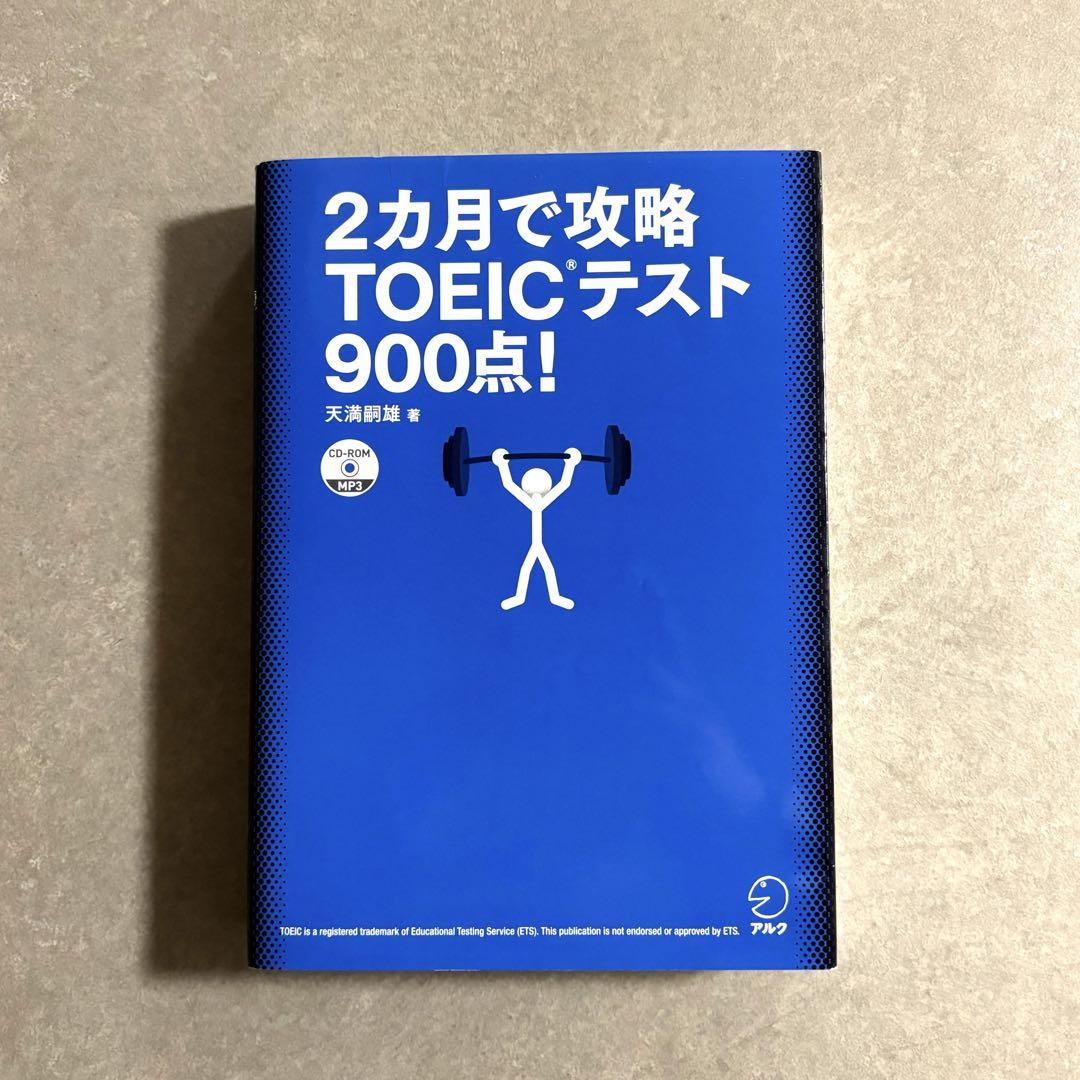 2カ月で攻略
TOEIC®テスト
900点!
天満嗣雄 著
CD-ROM
MP3
アルク
TOEIC is a registered trademark of Educational Testing Service (ETS). This publication is not endorsed or approved by ETS.